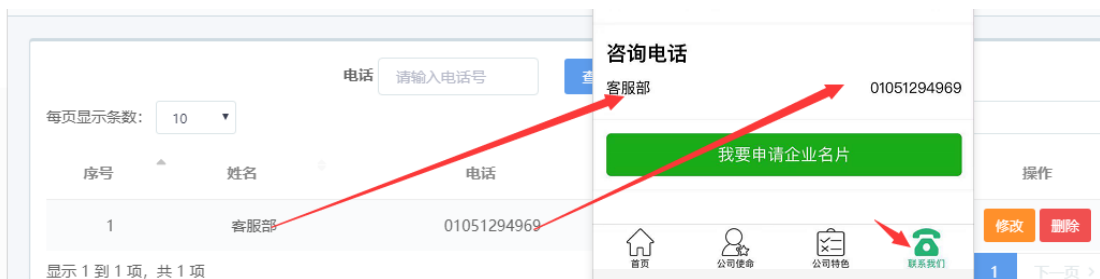 电话 请输入电话号 查
每页显示条数： 10
序号 姓名 电话 操作
1 客服部 01051294969 修改 删除
显示 1 到 1 项，共 1 项 1 下一页
咨询电话
客服部 01051294969
我要申请企业名片
首页 公司使命 公司特色 联系我们